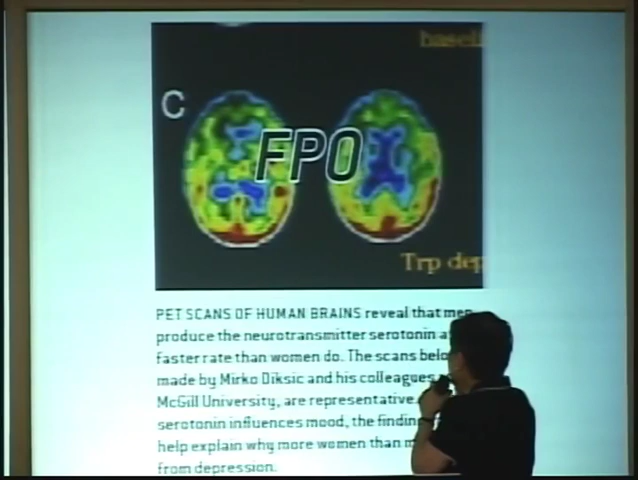 basel
C
FPO
Trp dep
PET SCANS OF HUMAN BRAINS reveal that men
produce the neurotransmitter serotonin a
faster rate than women do. The scans belo
made by Mirko Diksic and his colleagues
McGill University, are representative.
serotonin influences mood, the finding
help explain why more women than m
from depression.